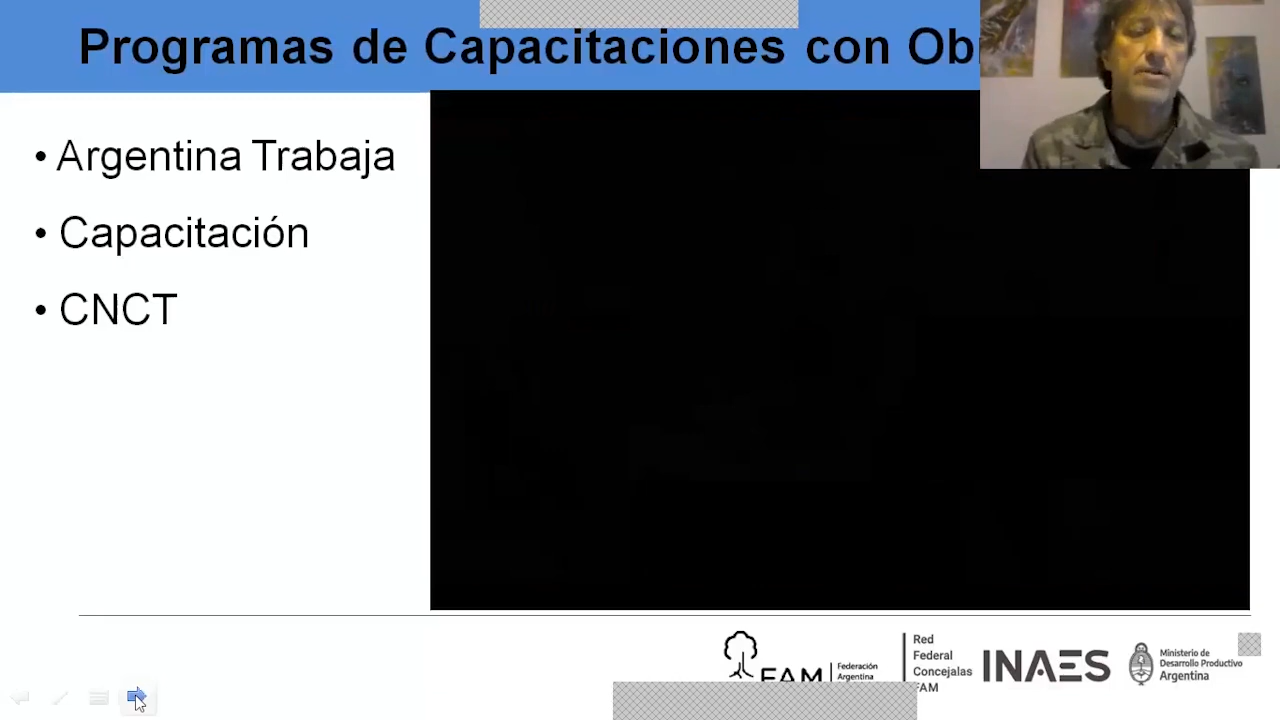 Programas de Capacitaciones con
• Argentina Trabaja
• Capacitación
• CNCT
FAM
Federación
Argentina
Red
Federal
Concejalas
FAM
INAES
Ministerio de
Desarrollo Productivo
Argentina